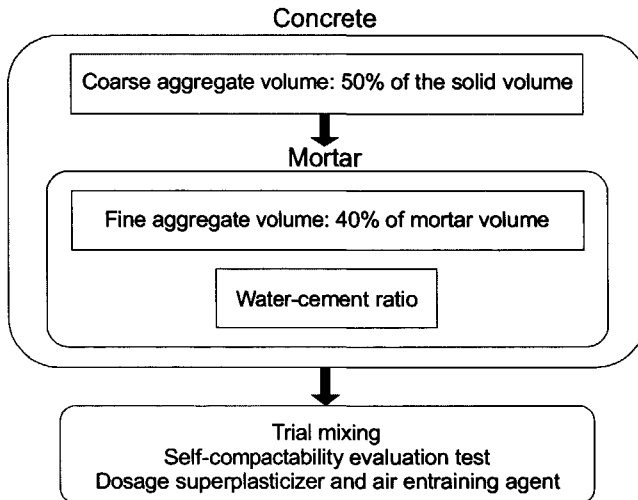 Concrete
Coarse aggregate volume: 50% of the solid volume
Mortar
Fine aggregate volume: 40% of mortar volume
Water-cement ratio
Trial mixing
Self-compactability evaluation test
Dosage superplasticizer and air entraining agent